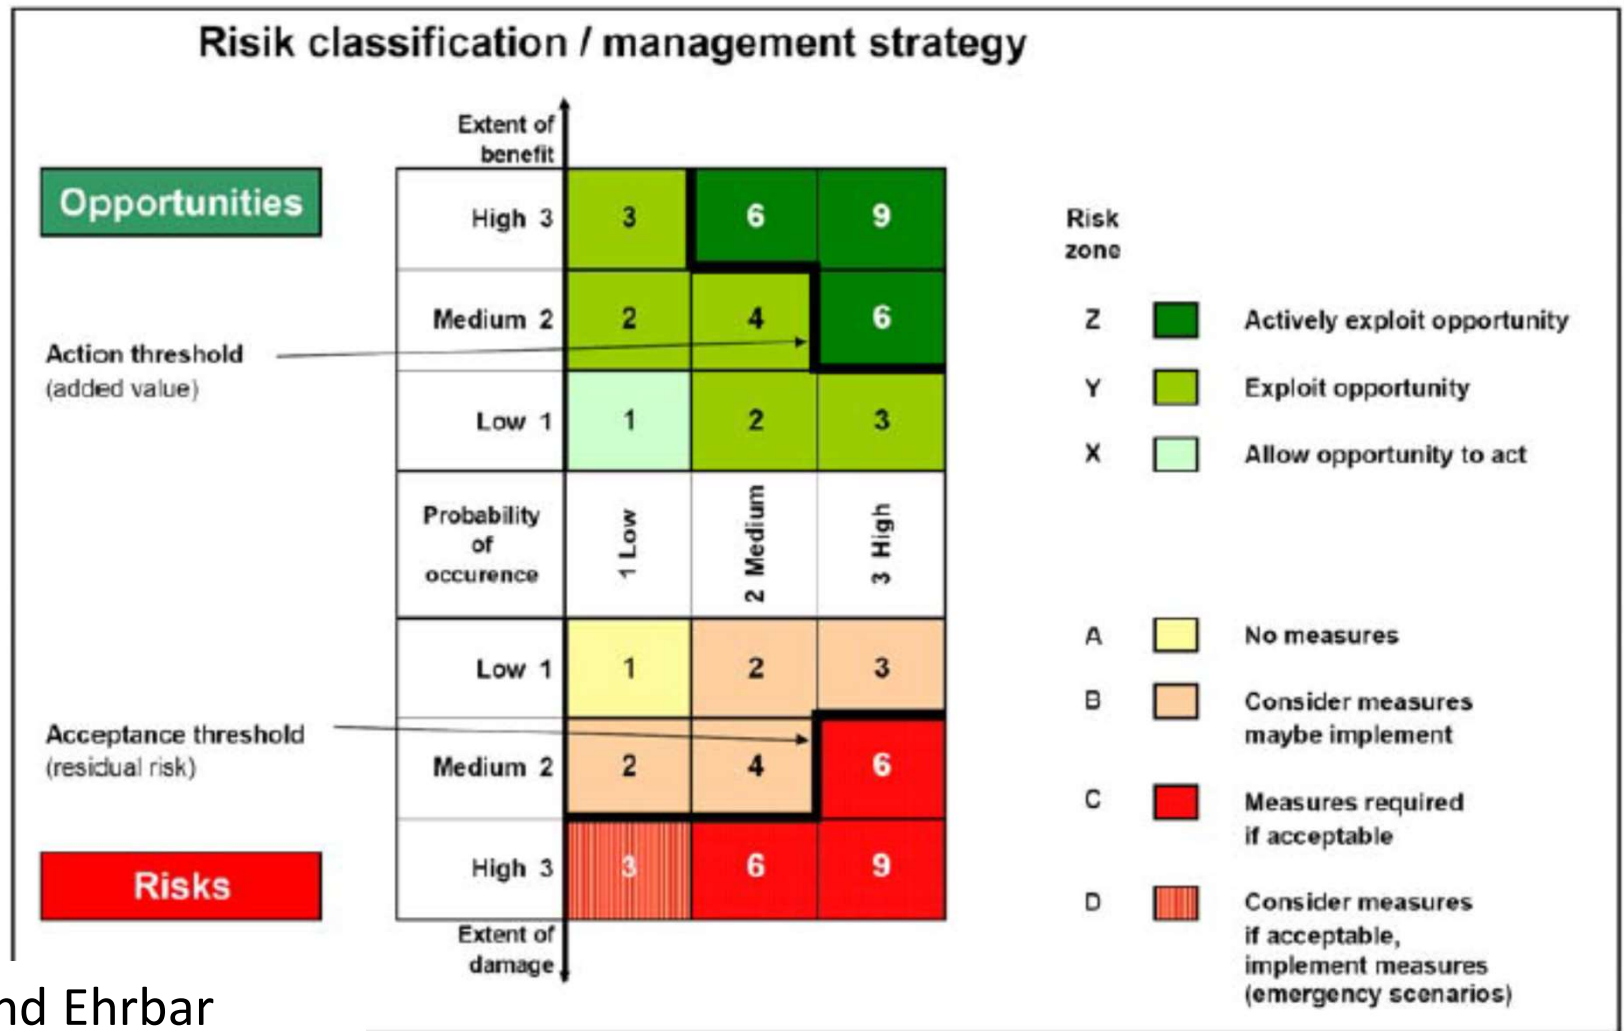 Risik classification / management strategy
Extent of
benefit
Opportunities
High 3 3 6 9
Medium 2 2 4 6
Action threshold
(added value)
Low 1 1 2 3
Probability
of
occurence
1 Low
2 Medium
3 High
Low 1 1 2 3
Acceptance threshold
(residual risk)
Medium 2 2 4 6
High 3 3 6 9
Risks
Extent of
damage
Risk
zone
Z Actively exploit opportunity
Y Exploit opportunity
X Allow opportunity to act
A No measures
B Consider measures
maybe implement
C Measures required
if acceptable
D Consider measures
if acceptable,
implement measures
(emergency scenarios)
nd Ehrbar